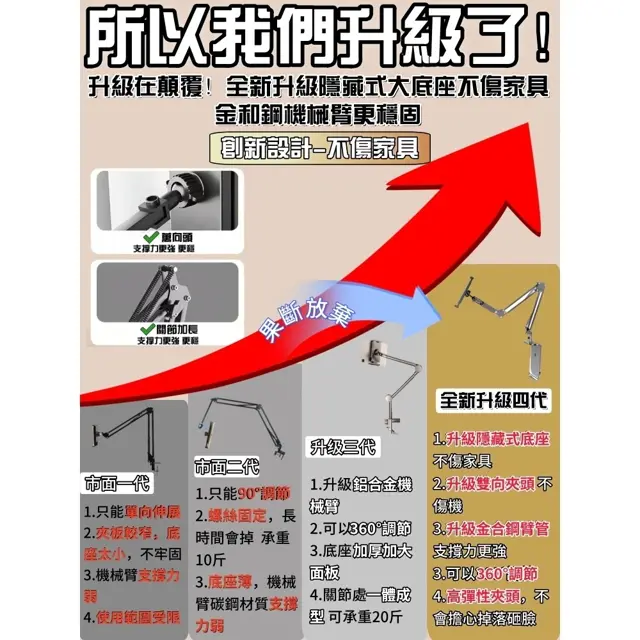 所以我們升級了!
升級在顛覆!全新升級隱藏式大底座不傷家具
金和鋼機械臂更穩固
創新設計-不傷家具
萬向頭
支撐力更強 更穩
關節加長
支撐力更強 更穩
果斷放棄
市面一代
1.只能單向伸展
2.夾板較窄,底座太小,不牢固
3.機械臂支撐力弱
4.使用範圍受限
市面二代
1.只能90°調節
2.螺絲固定,長時間會掉 承重10斤
3.底座薄,機械臂碳鋼材質支撐力弱
升级三代
1.升級鋁合金機械臂
2.可以360°調節
3.底座加厚加大面板
4.關節處一體成型 可承重20斤
全新升級四代
1.升級隱藏式底座不傷家具
2.升級雙向夾頭不傷機
3.升級金合鋼臂管支撐力更強
3.可以360°調節
4.高彈性夾頭,不會擔心掉落砸臉